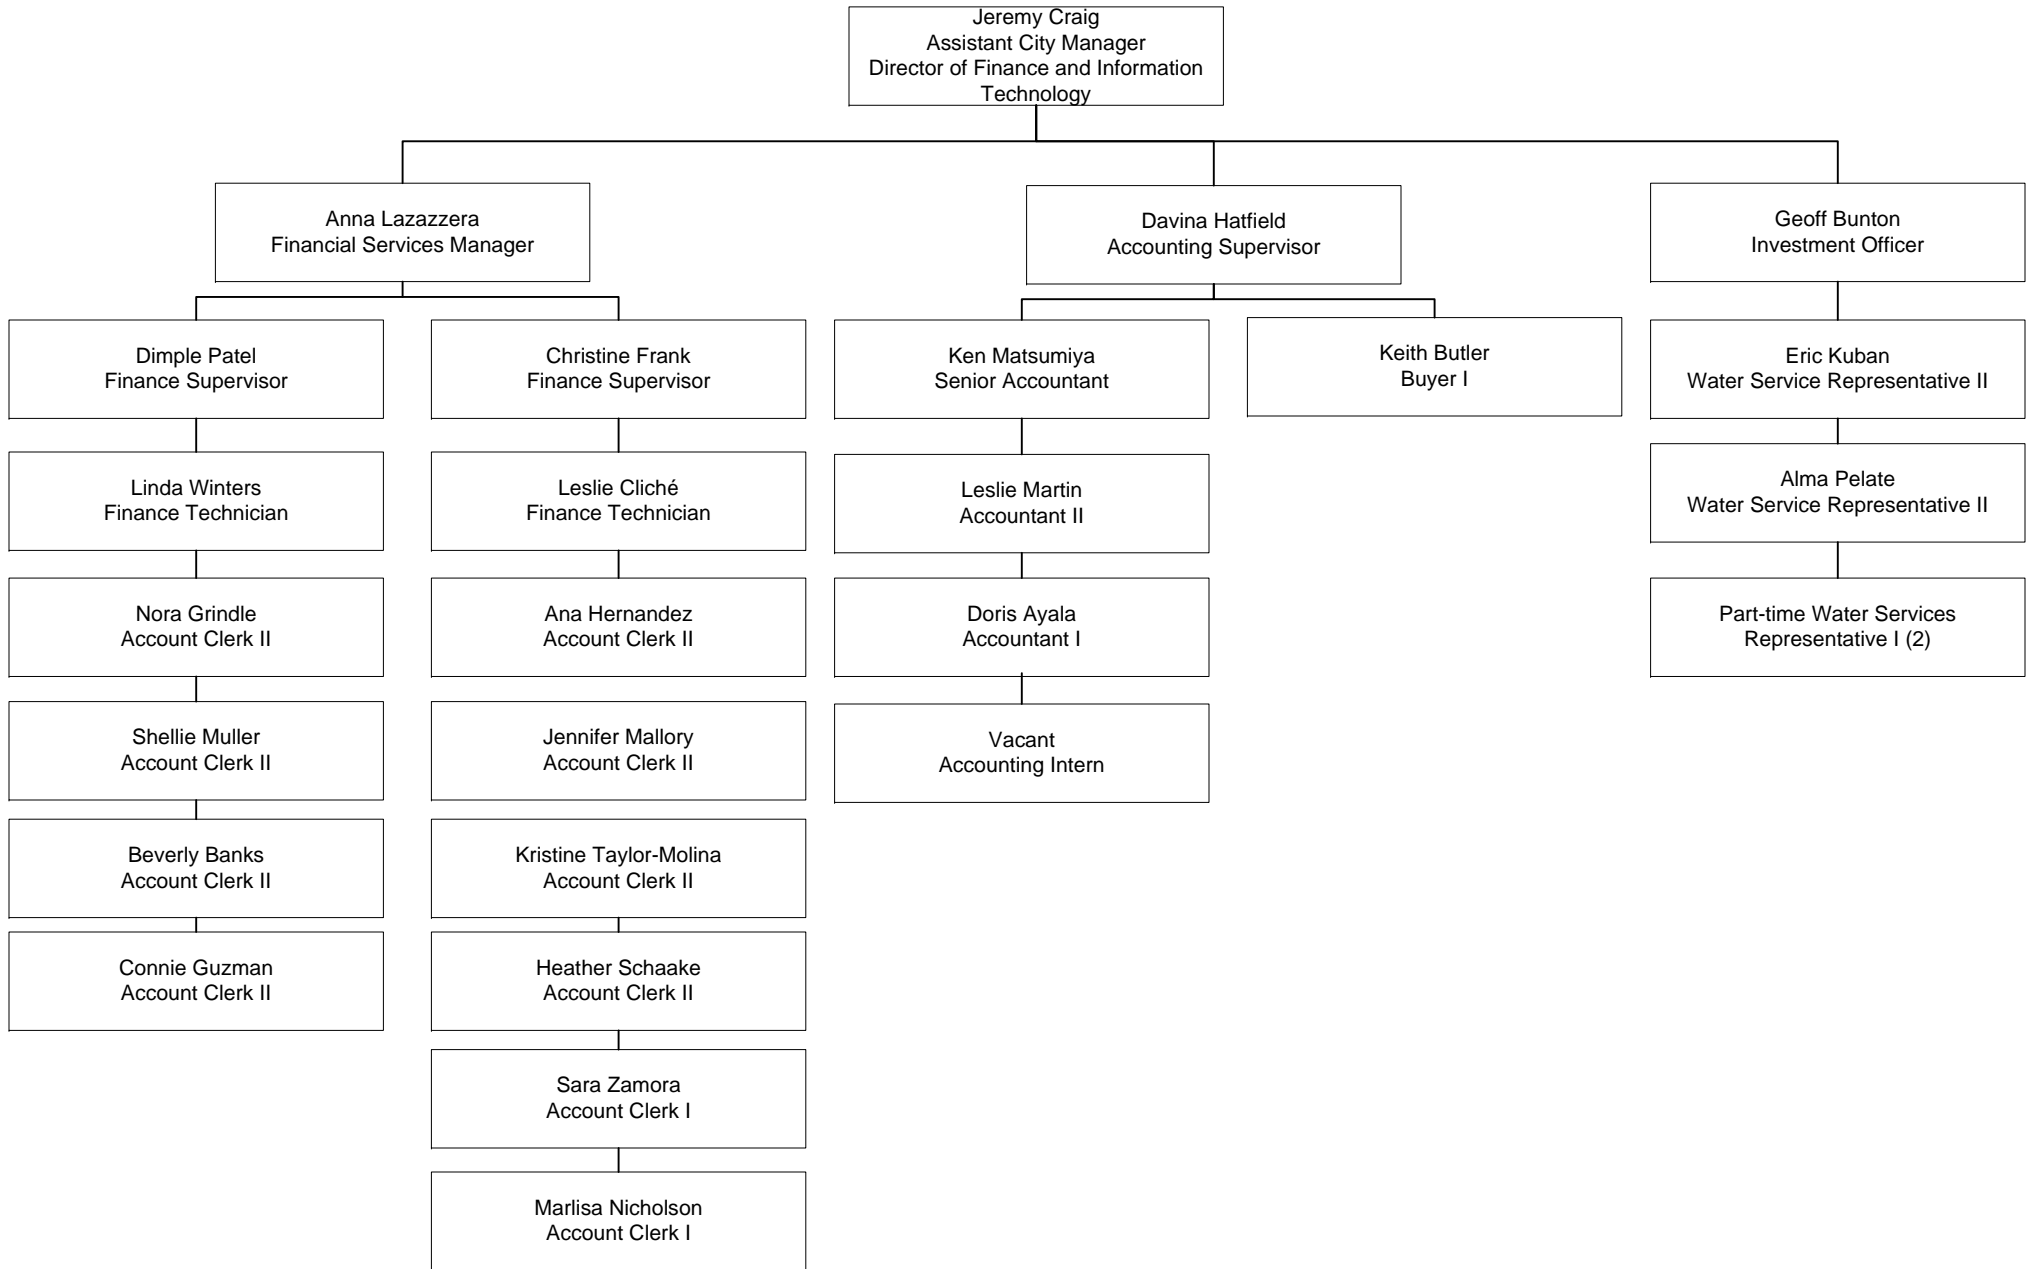 Jeremy Craig
Assistant City Manager
Director of Finance and Information
Technology
Anna Lazazzera
Financial Services Manager
Davina Hatfield
Accounting Supervisor
Geoff Bunton
Investment Officer
Dimple Patel
Finance Supervisor
Christine Frank
Finance Supervisor
Ken Matsumiya
Senior Accountant
Keith Butler
Buyer I
Eric Kuban
Water Service Representative II
Linda Winters
Finance Technician
Leslie Cliché
Finance Technician
Leslie Martin
Accountant II
Alma Pelate
Water Service Representative II
Nora Grindle
Account Clerk II
Ana Hernandez
Account Clerk II
Doris Ayala
Accountant I
Part-time Water Services
Representative I (2)
Shellie Muller
Account Clerk II
Jennifer Mallory
Account Clerk II
Vacant
Accounting Intern
Beverly Banks
Account Clerk II
Kristine Taylor-Molina
Account Clerk II
Connie Guzman
Account Clerk II
Heather Schaake
Account Clerk II
Sara Zamora
Account Clerk I
Marlisa Nicholson
Account Clerk I